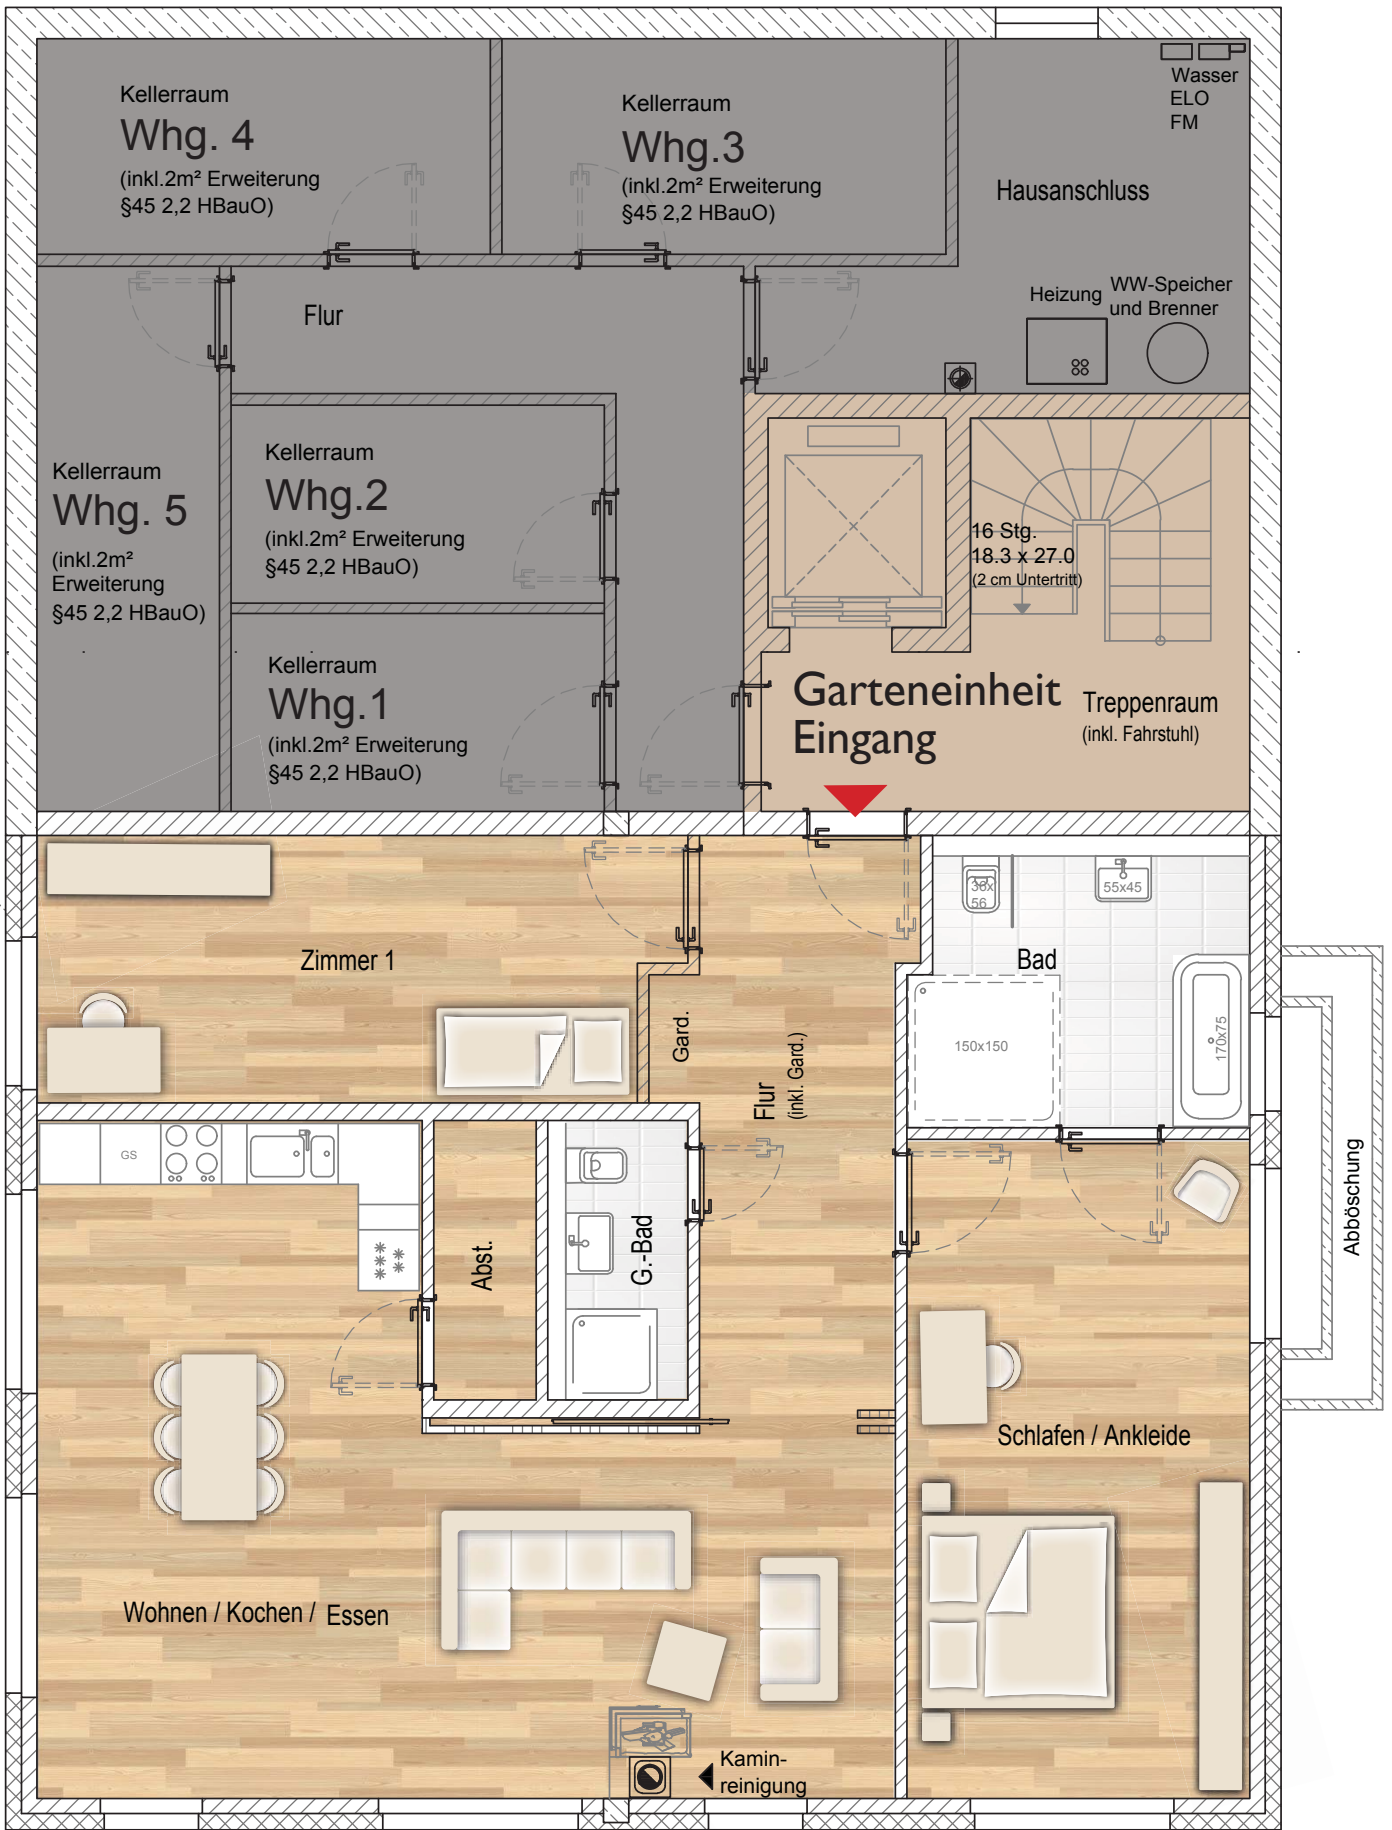 Kellerraum
Whg. 4
(inkl.2m² Erweiterung
§45 2,2 HBauO)
Kellerraum
Whg.3
(inkl.2m² Erweiterung
§45 2,2 HBauO)
Wasser
ELO
FM
Hausanschluss
Heizung
WW-Speicher
und Brenner
Flur
Kellerraum
Whg. 5
(inkl.2m²
Erweiterung
§45 2,2 HBauO)
Kellerraum
Whg.2
(inkl.2m² Erweiterung
§45 2,2 HBauO)
16 Stg.
18.3 x 27.0
(2 cm Untertritt)
Kellerraum
Whg.1
(inkl.2m² Erweiterung
§45 2,2 HBauO)
Garteneinheit
Eingang
Treppenraum
(inkl. Fahrstuhl)
Zimmer 1
36x
56
55x45
Bad
150x150
170x75
Gard.
Flur
(inkl. Gard.)
GS
Abst.
G.-Bad
Abböschung
Schlafen / Ankleide
Wohnen / Kochen / Essen
Kamin-
reinigung